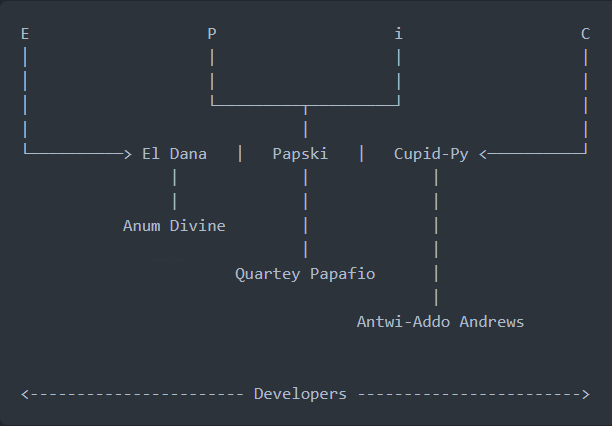 E P i C
El Dana | Papski | Cupid-Py
Anum Divine
Quartey Papafio
Antwi-Addo Andrews
<----------------------- Developers ------------------------>